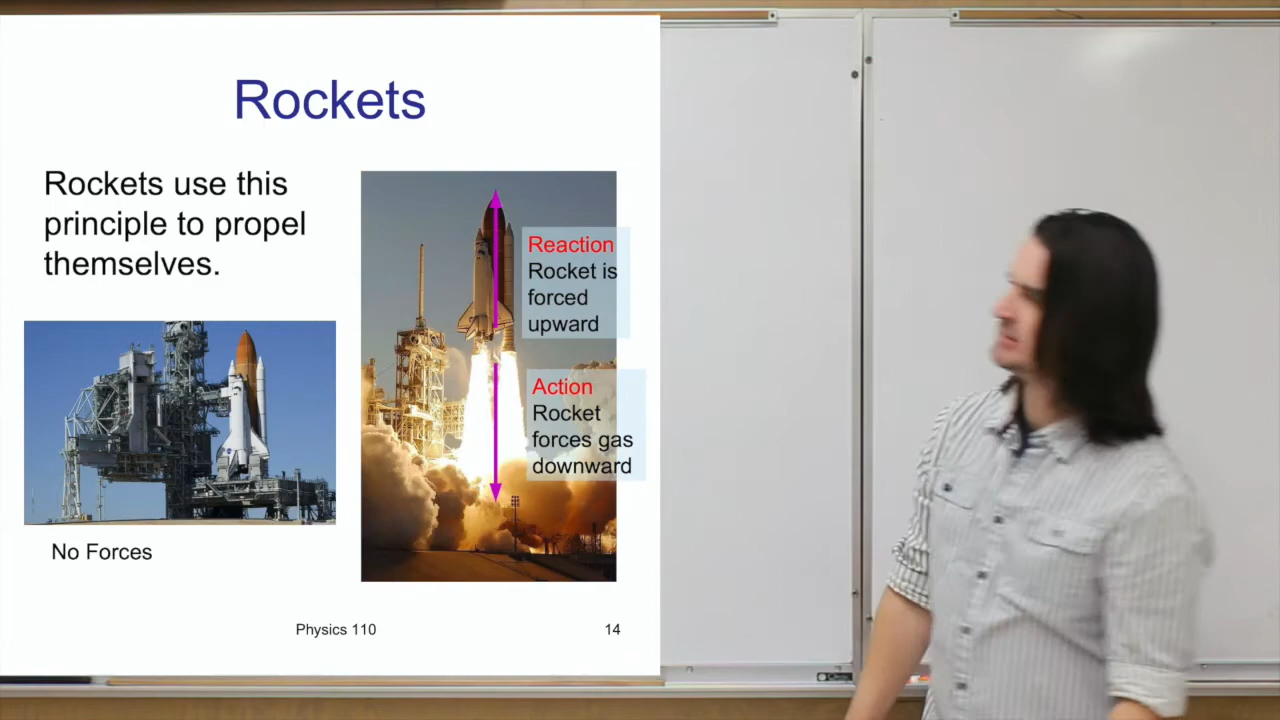 Rockets
Rockets use this
principle to propel
themselves.
Reaction
Rocket is
forced
upward
Action
Rocket
forces gas
downward
No Forces
Physics 110
14